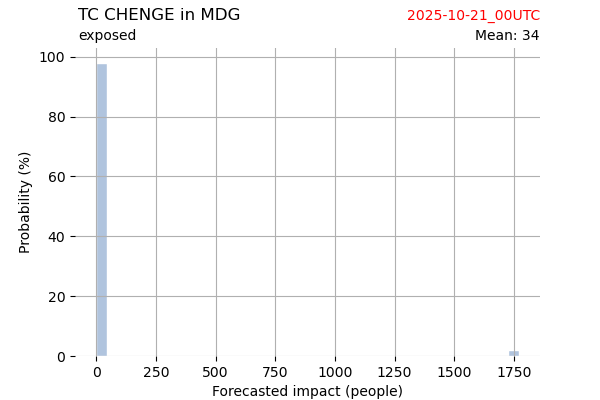 TC CHENGE in MDG
2025-10-21_00UTC
exposed
Mean: 34
100
80
60
40
20
0
Probability (%)
0 250 500 750 1000 1250 1500 1750
Forecasted impact (people)